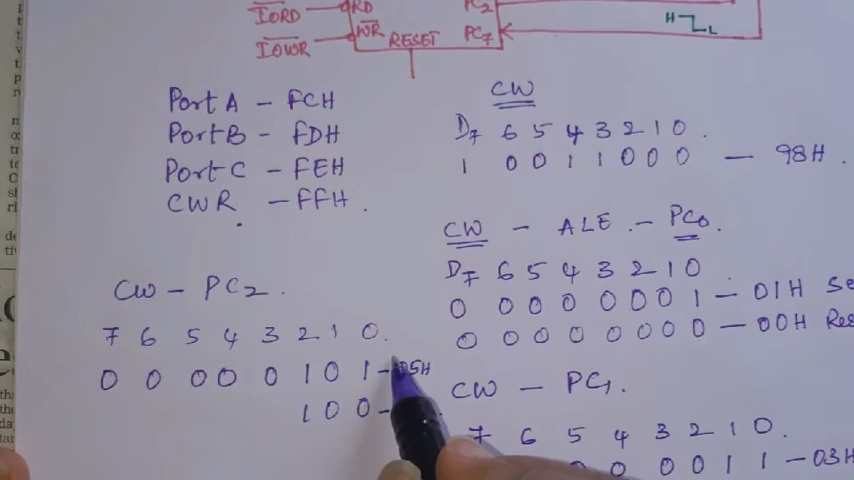 PC2
IORD RD
H L
IOWR WR RESET PC7
Port A - FCH
Port B - FDH
Port C - FEH
CWR - FFH.
CW
D7 6 5 4 3 2 1 0.
1 0 0 1 1 0 0 0 - 98H.
CW - ALE - PC0.
D7 6 5 4 3 2 1 0.
0 0 0 0 0 0 0 1 - 01H Se
0 0 0 0 0 0 0 0 - 00H Res
CW - PC2.
7 6 5 4 3 2 1 0.
0 0 0 0 0 1 0 1 - 05H
1 0 0 -
CW - PC1.
7 6 5 4 3 2 1 0.
0 0 0 0 1 1 - 03H